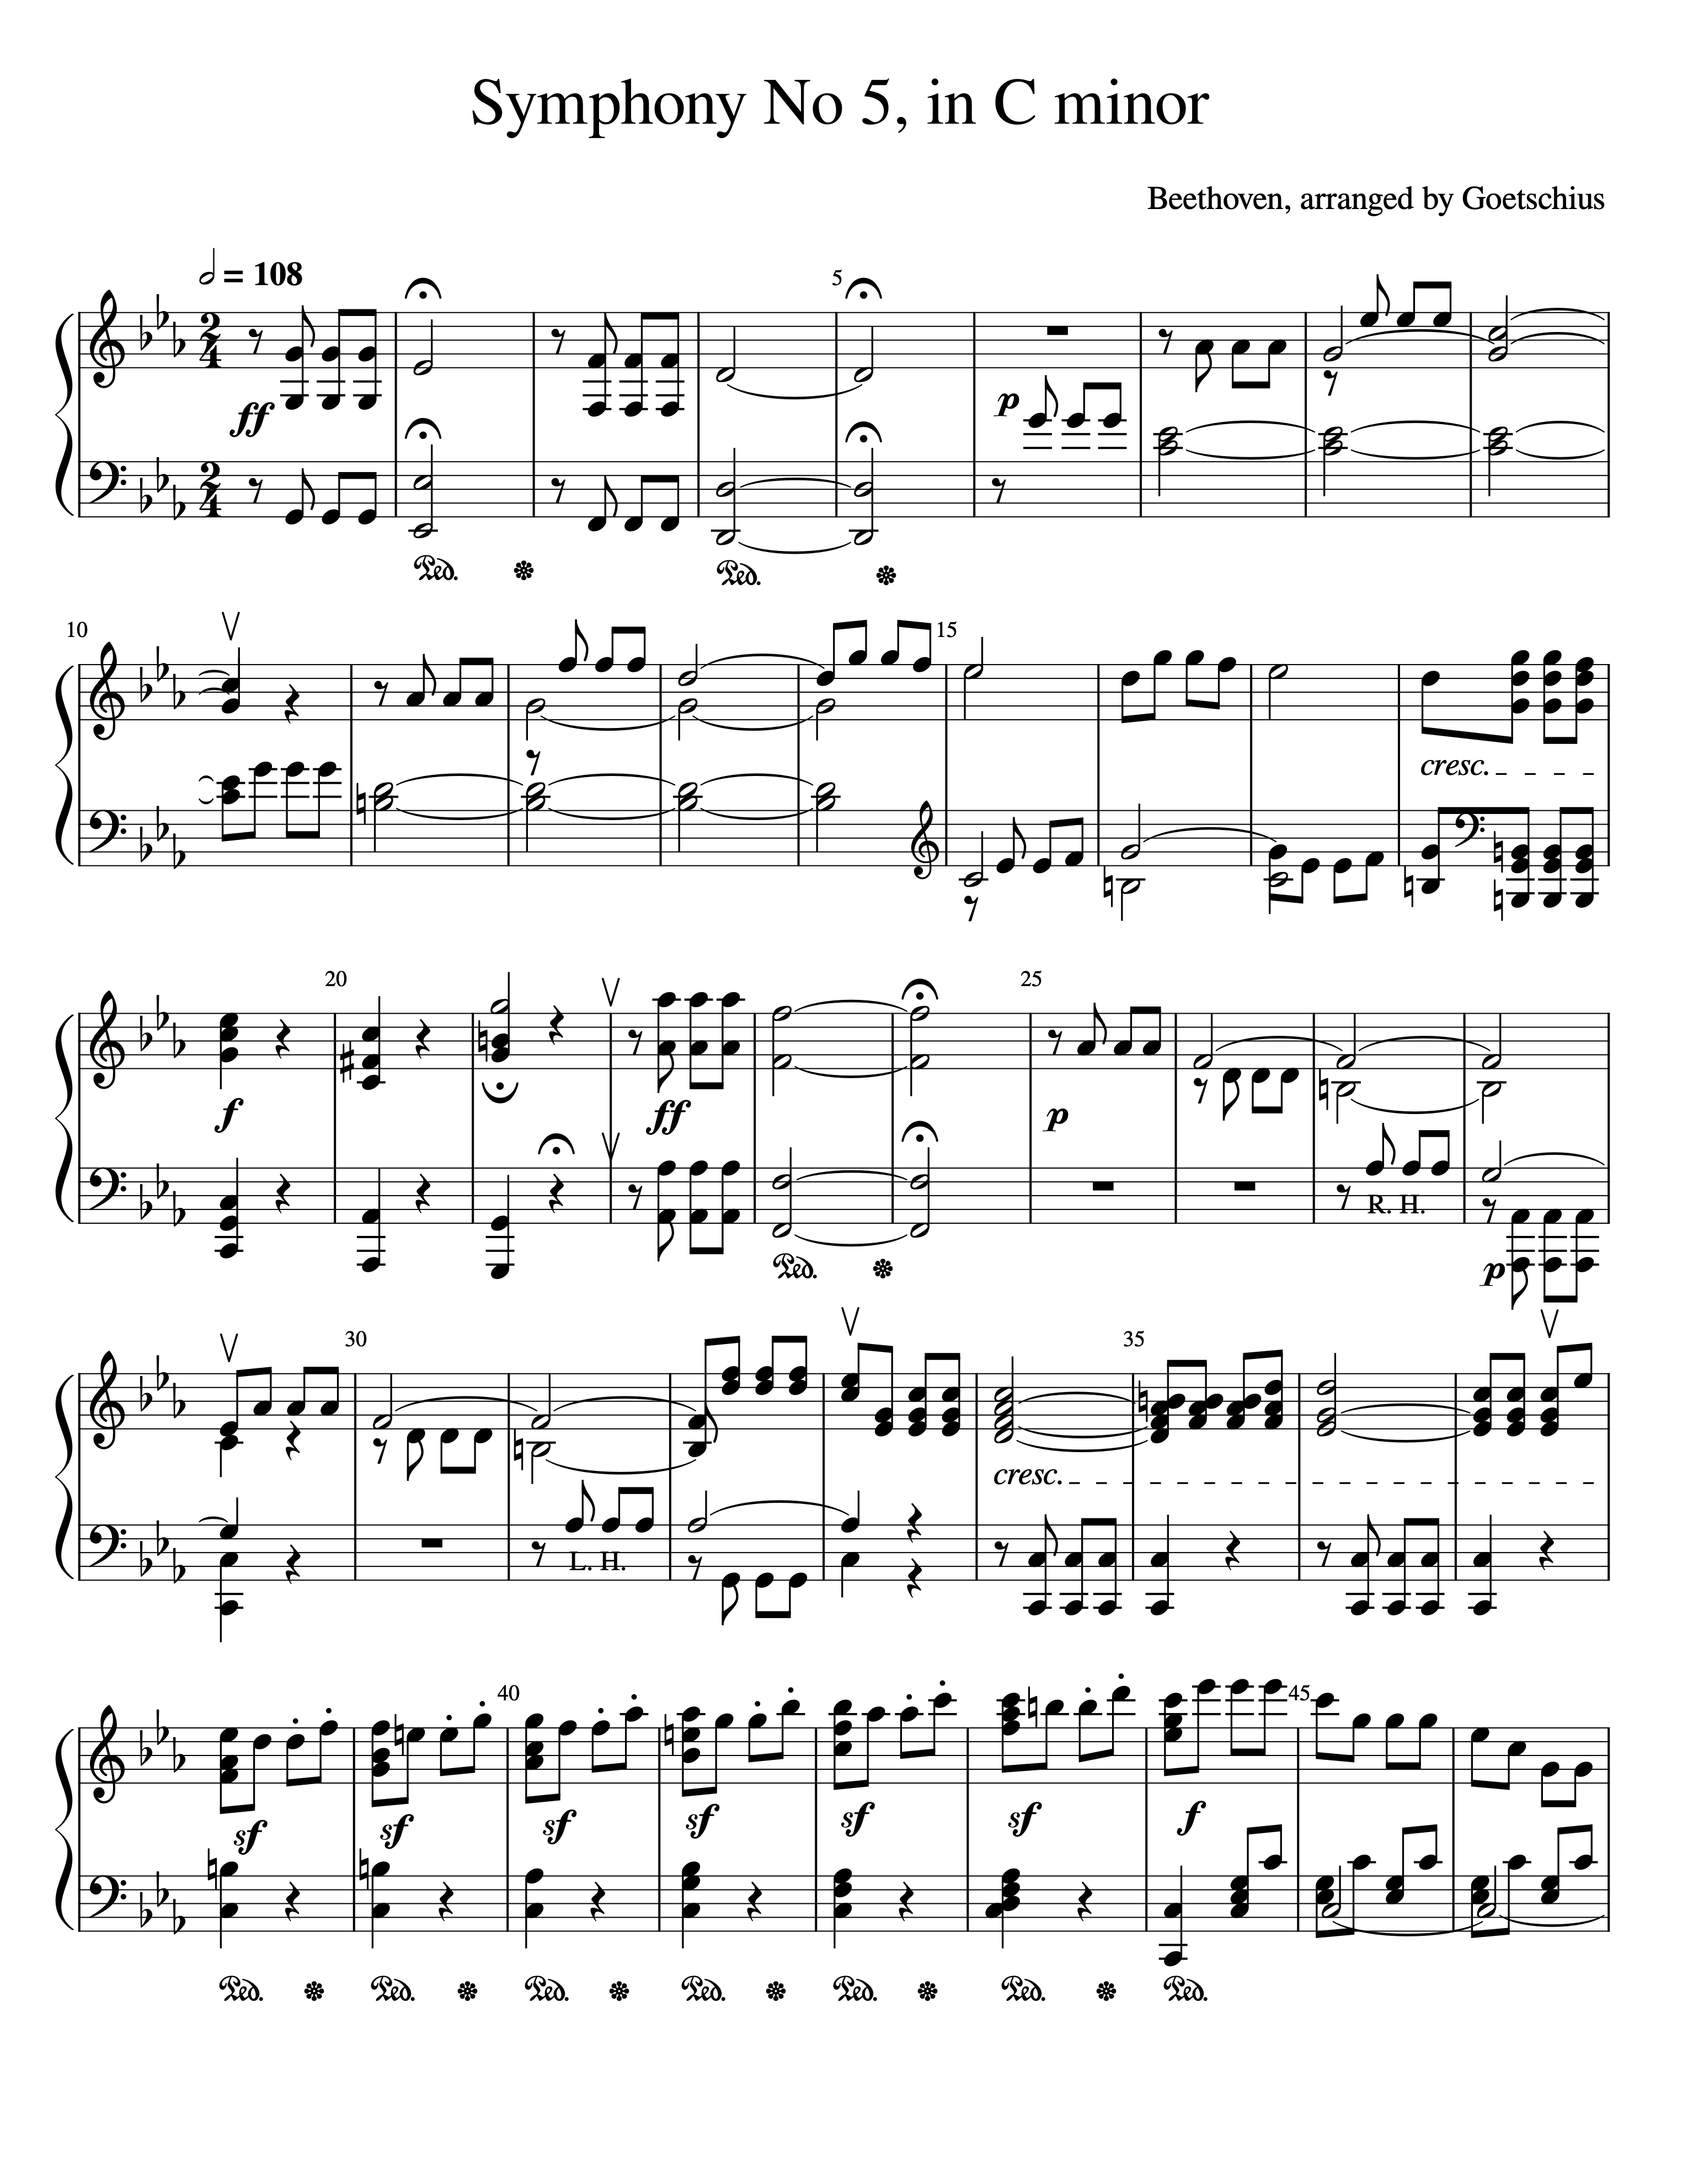 Symphony No 5, in C minor
Beethoven, arranged by Goetschius
= 108
5
2
4
ff
p
2
4
Ped.
Ped.
10
15
cresc.
20
25
f
ff
p
R. H.
p
Ped.
30
35
cresc.
L. H.
40
45
sf
sf
sf
sf
sf
sf
f
Ped.
Ped.
Ped.
Ped.
Ped.
Ped.
Ped.